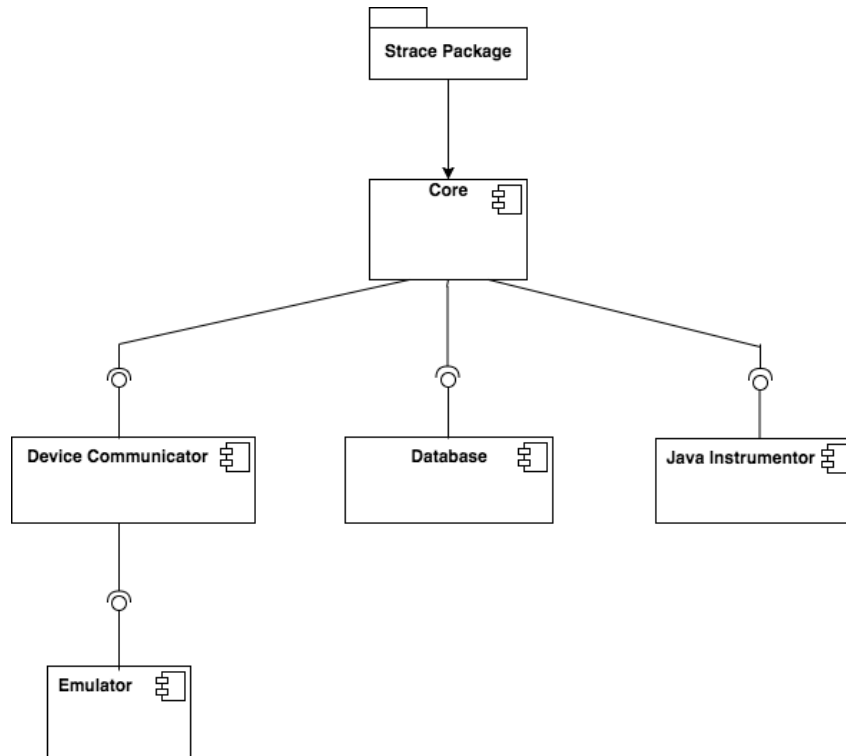 Strace Package
Core
Device Communicator
Database
Java Instrumentor
Emulator